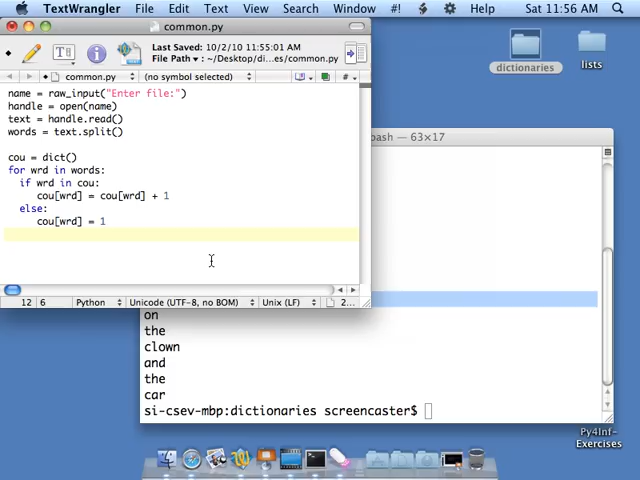 TextWrangler File Edit Text View Search Window #! Help Sat 11:56 AM
common.py
Last Saved: 10/2/10 11:55:01 AM
File Path: ~/Desktop/di...es/common.py
common.py (no symbol selected) #
name = raw_input("Enter file:")
handle = open(name)
text = handle.read()
words = text.split()
cou = dict()
for wrd in words:
if wrd in cou:
cou[wrd] = cou[wrd] + 1
else:
cou[wrd] = 1
12 6 Python Unicode (UTF-8, no BOM) Unix (LF) 2...
dictionaries
lists
bash — 63×17
on
the
clown
and
the
car
si-csev-mbp:dictionaries screencaster$
Py4Inf-
Exercises